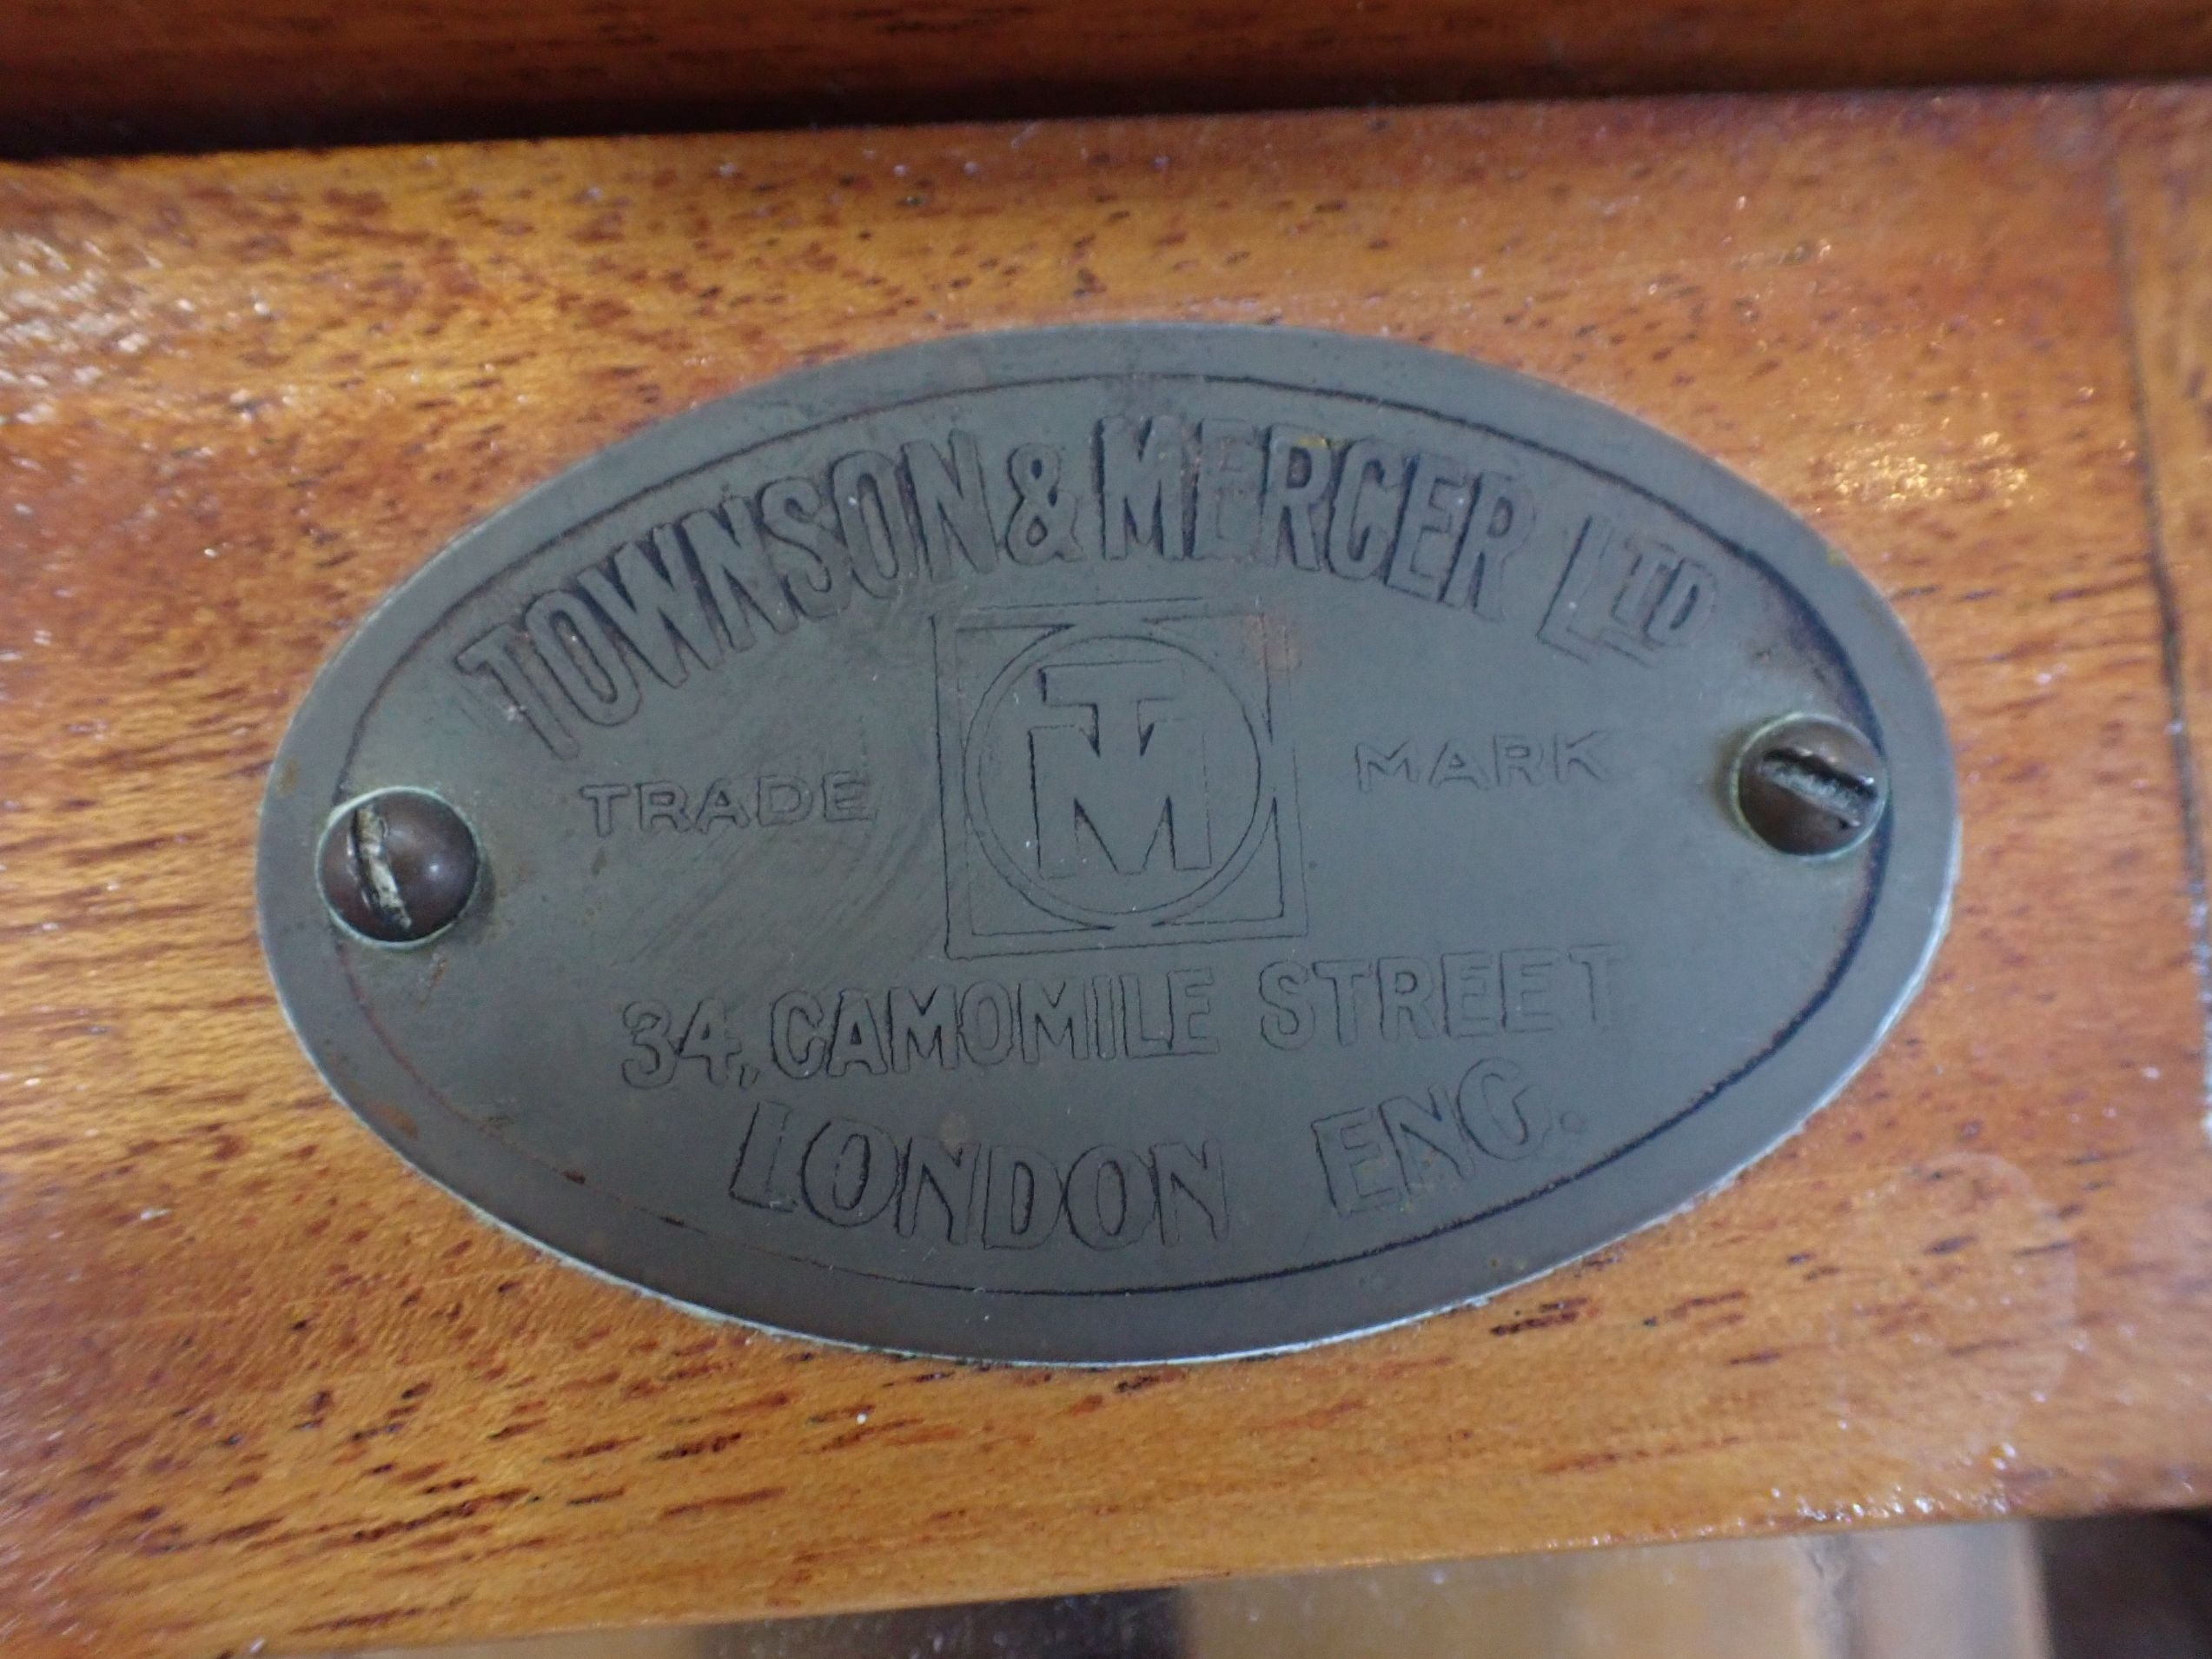 TOWNSON & MERCER LTD
TRADE TM MARK
34, CAMOMILE STREET
LONDON ENG.